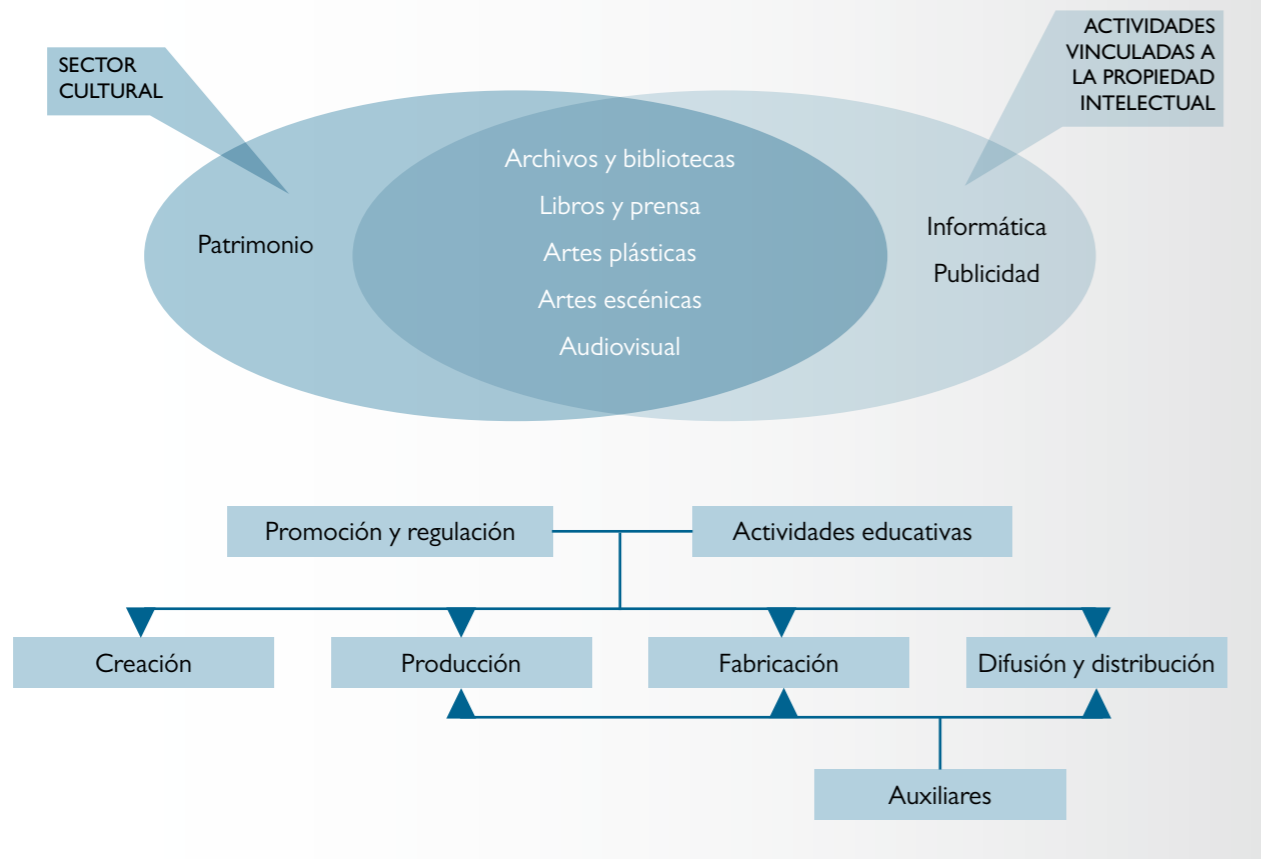 SECTOR
CULTURAL
ACTIVIDADES
VINCULADAS A
LA PROPIEDAD
INTELECTUAL
Patrimonio
Archivos y bibliotecas
Libros y prensa
Artes plásticas
Artes escénicas
Audiovisual
Informática
Publicidad
Promoción y regulación
Actividades educativas
Creación
Producción
Fabricación
Difusión y distribución
Auxiliares